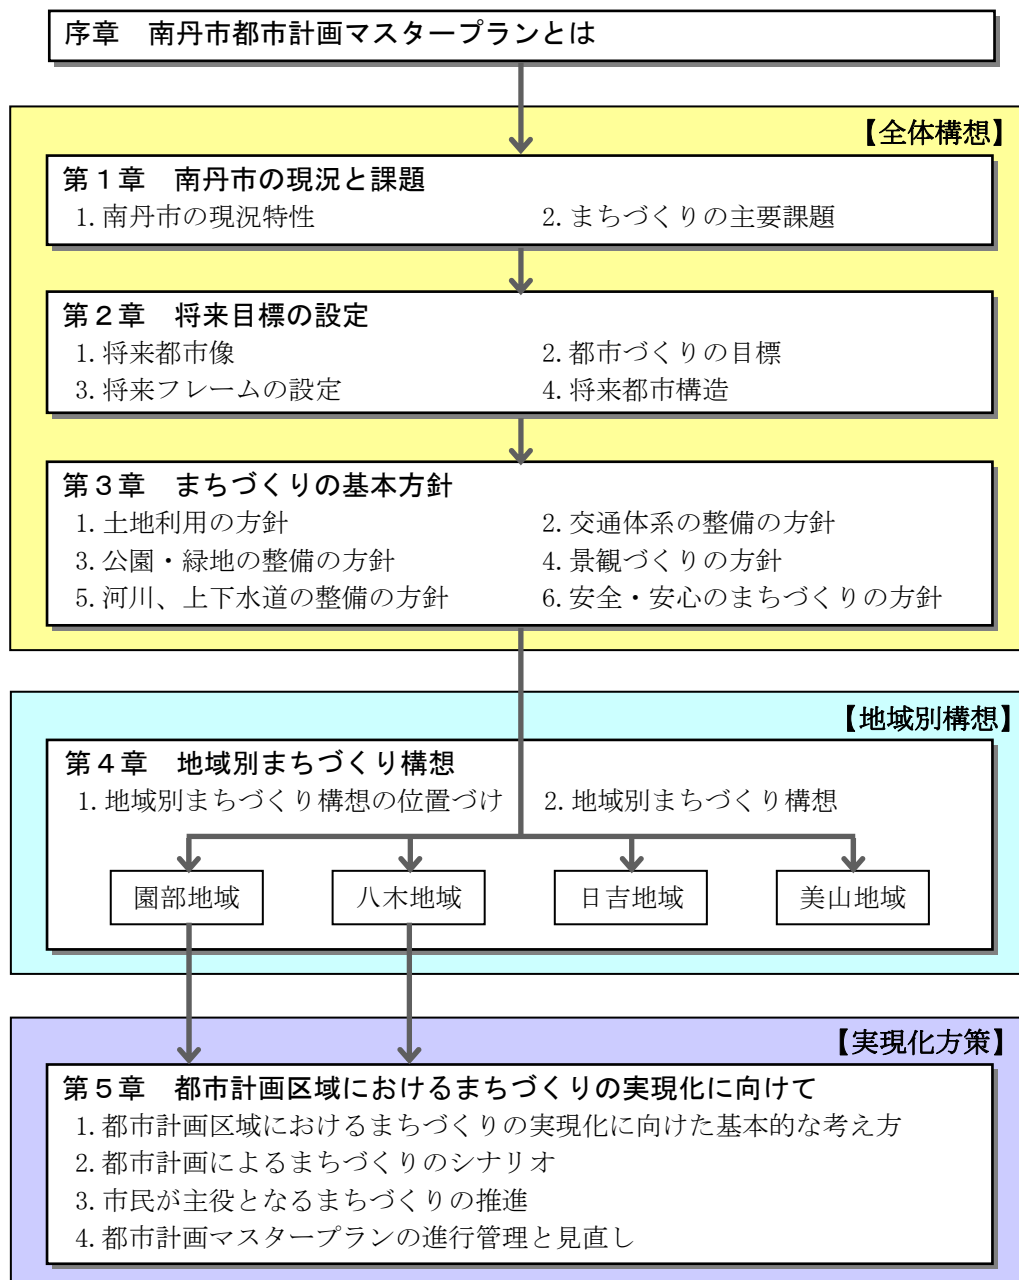 序章　南丹市都市計画マスタープランとは
【全体構想】
第１章　南丹市の現況と課題
1. 南丹市の現況特性
2. まちづくりの主要課題
第２章　将来目標の設定
1. 将来都市像
2. 都市づくりの目標
3. 将来フレームの設定
4. 将来都市構造
第３章　まちづくりの基本方針
1. 土地利用の方針
2. 交通体系の整備の方針
3. 公園・緑地の整備の方針
4. 景観づくりの方針
5. 河川、上下水道の整備の方針
6. 安全・安心のまちづくりの方針
【地域別構想】
第４章　地域別まちづくり構想
1. 地域別まちづくり構想の位置づけ
2. 地域別まちづくり構想
園部地域
八木地域
日吉地域
美山地域
【実現化方策】
第５章　都市計画区域におけるまちづくりの実現化に向けて
1. 都市計画区域におけるまちづくりの実現化に向けた基本的な考え方
2. 都市計画によるまちづくりのシナリオ
3. 市民が主役となるまちづくりの推進
4. 都市計画マスタープランの進行管理と見直し